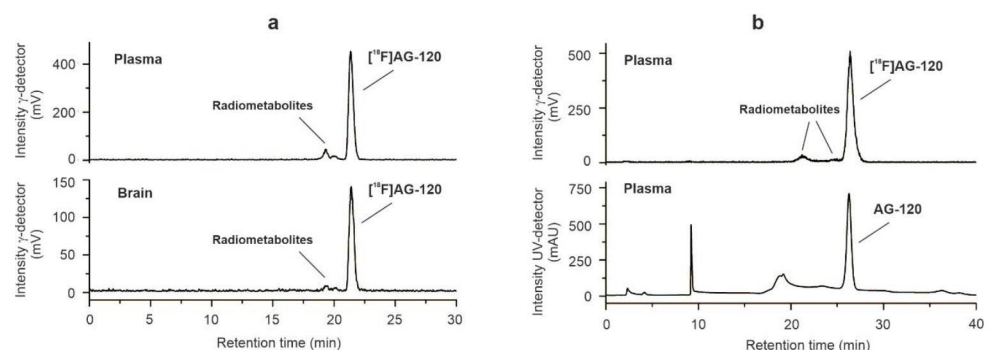 a
Plasma
[¹⁸F]AG-120
Radiometabolites
Intensity γ-detector
(mV)
400
200
0
Brain
[¹⁸F]AG-120
Radiometabolites
Intensity γ-detector
(mV)
150
100
50
0
0 5 10 15 20 25 30
Retention time (min)
b
Plasma
[¹⁸F]AG-120
Radiometabolites
Intensity γ-detector
(mV)
500
250
0
Plasma
AG-120
Intensity UV-detector
(mAU)
750
500
250
0
0 10 20 30 40
Retention time (min)